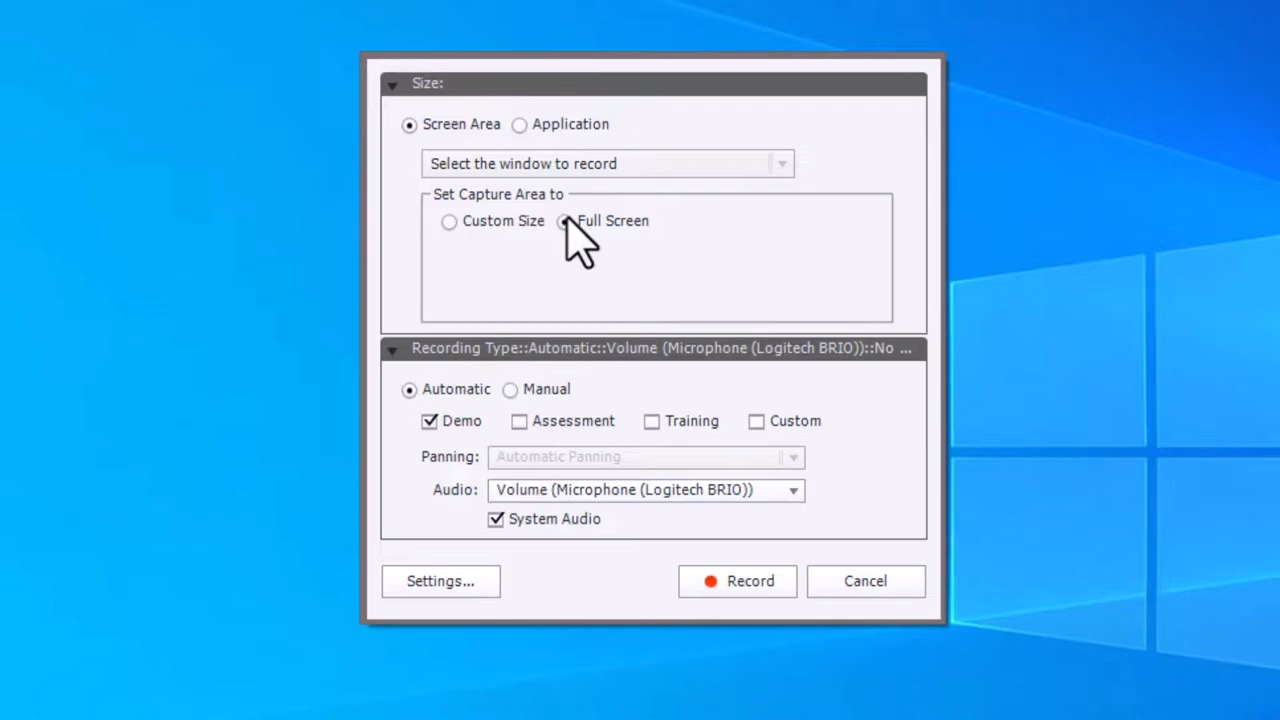 Size:
Screen Area Application
Select the window to record
Set Capture Area to
Custom Size Full Screen
Recording Type::Automatic::Volume (Microphone (Logitech BRIO))::No ...
Automatic Manual
Demo Assessment Training Custom
Panning: Automatic Panning
Audio: Volume (Microphone (Logitech BRIO))
System Audio
Settings... Record Cancel